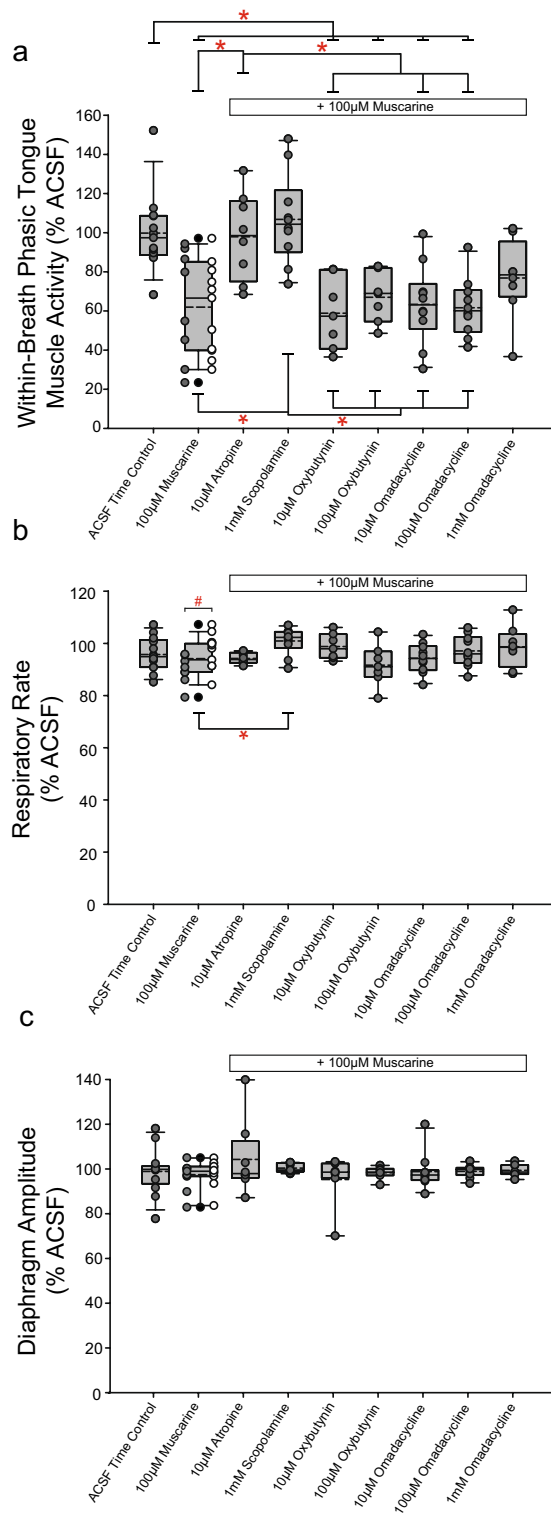 a
*
* *
+ 100µM Muscarine
Within-Breath Phasic Tongue
Muscle Activity (% ACSF)
160
140
120
100
80
60
40
20
0
* *
ACSF Time Control
100µM Muscarine
10µM Atropine
1mM Scopolamine
10µM Oxybutynin
100µM Oxybutynin
10µM Omadacycline
100µM Omadacycline
1mM Omadacycline
b
+ 100µM Muscarine
#
Respiratory Rate
(% ACSF)
120
100
80
60
40
20
0
*
ACSF Time Control
100µM Muscarine
10µM Atropine
1mM Scopolamine
10µM Oxybutynin
100µM Oxybutynin
10µM Omadacycline
100µM Omadacycline
1mM Omadacycline
c
+ 100µM Muscarine
Diaphragm Amplitude
(% ACSF)
140
120
100
80
60
40
20
0
ACSF Time Control
100µM Muscarine
10µM Atropine
1mM Scopolamine
10µM Oxybutynin
100µM Oxybutynin
10µM Omadacycline
100µM Omadacycline
1mM Omadacycline